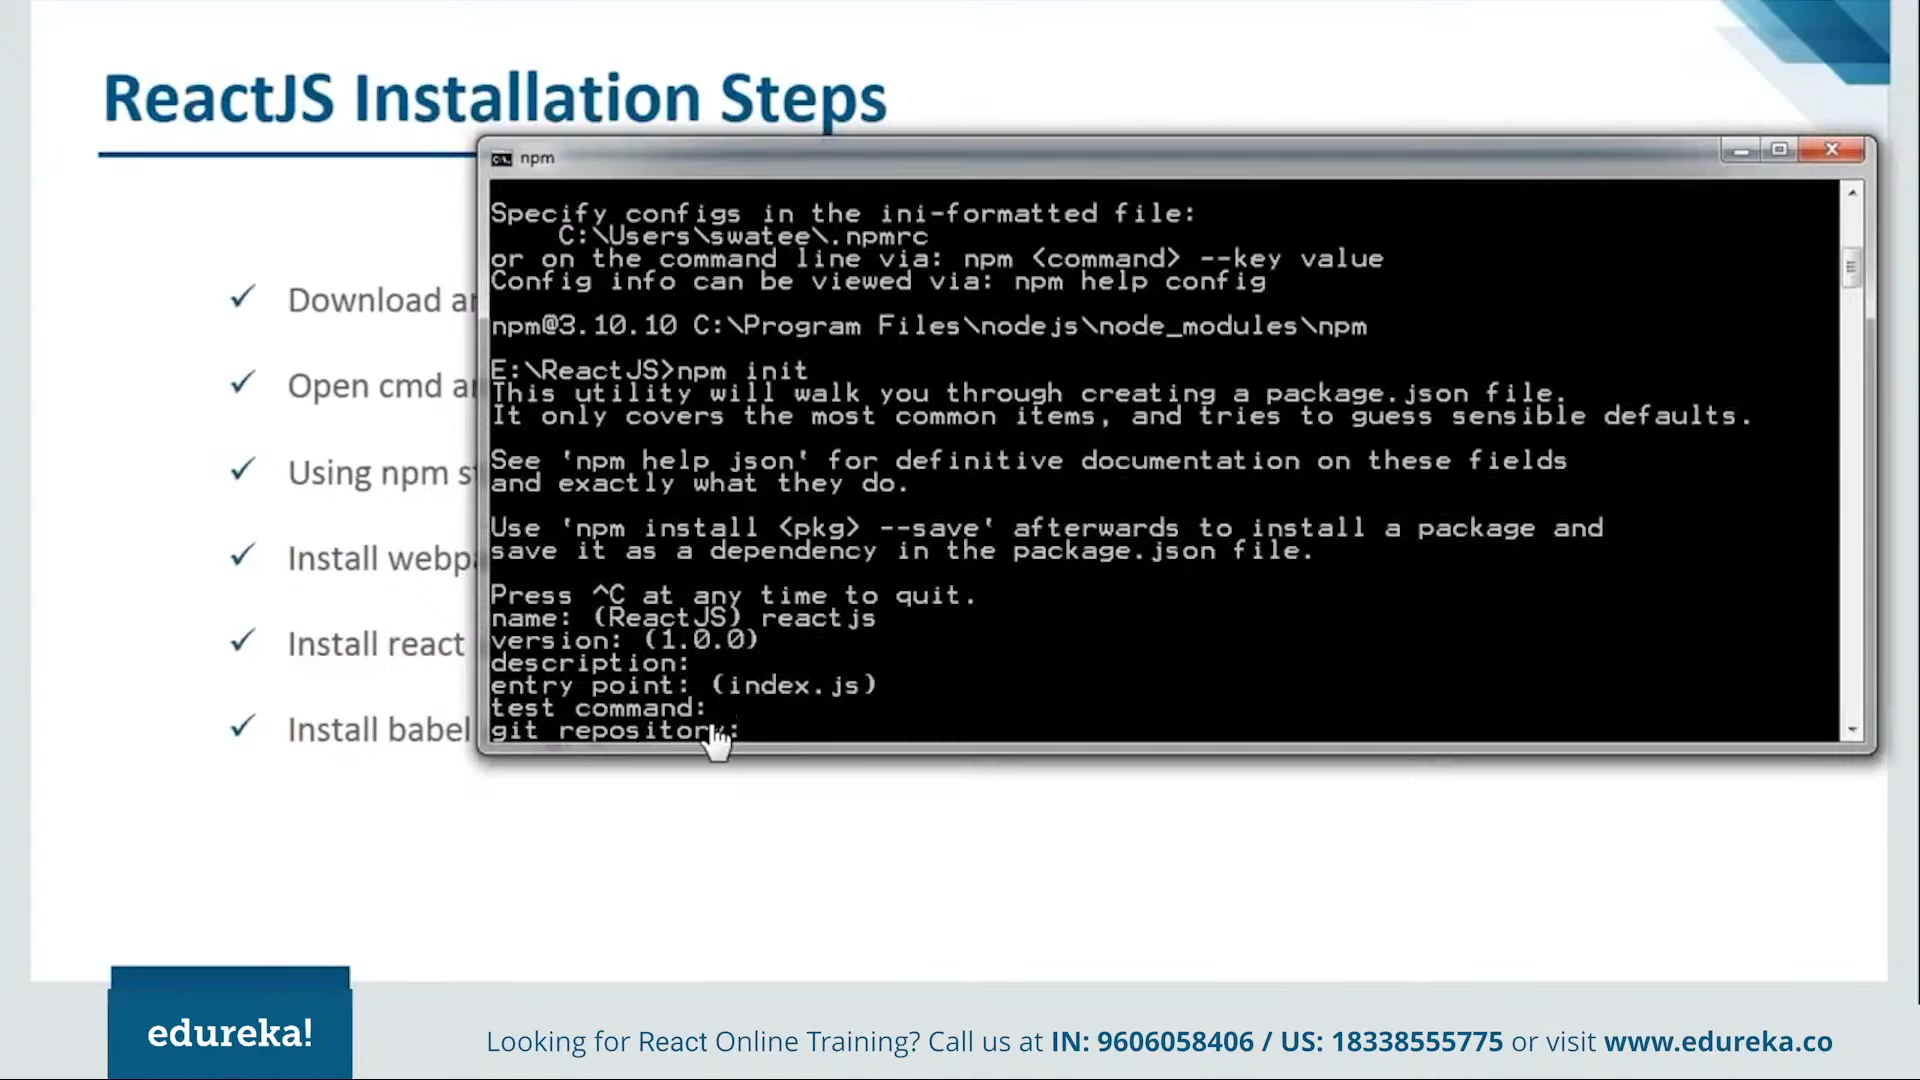 ReactJS Installation Steps
npm
Specify configs in the ini-formatted file:
C:\Users\swatee\.npmrc
or on the command line via: npm <command> --key value
Config info can be viewed via: npm help config
npm@3.10.10 C:\Program Files\nodejs\node_modules\npm
E:\ReactJS>npm init
This utility will walk you through creating a package.json file.
It only covers the most common items, and tries to guess sensible defaults.
See 'npm help json' for definitive documentation on these fields
and exactly what they do.
Use 'npm install <pkg> --save' afterwards to install a package and
save it as a dependency in the package.json file.
Press ^C at any time to quit.
name: (ReactJS) reactjs
version: (1.0.0)
description:
entry point: (index.js)
test command:
git repository:
Download
Open cmd
Using npm
Install
Install react
Install babel
edureka!
Looking for React Online Training? Call us at IN: 9606058406 / US: 18338555775 or visit www.edureka.co